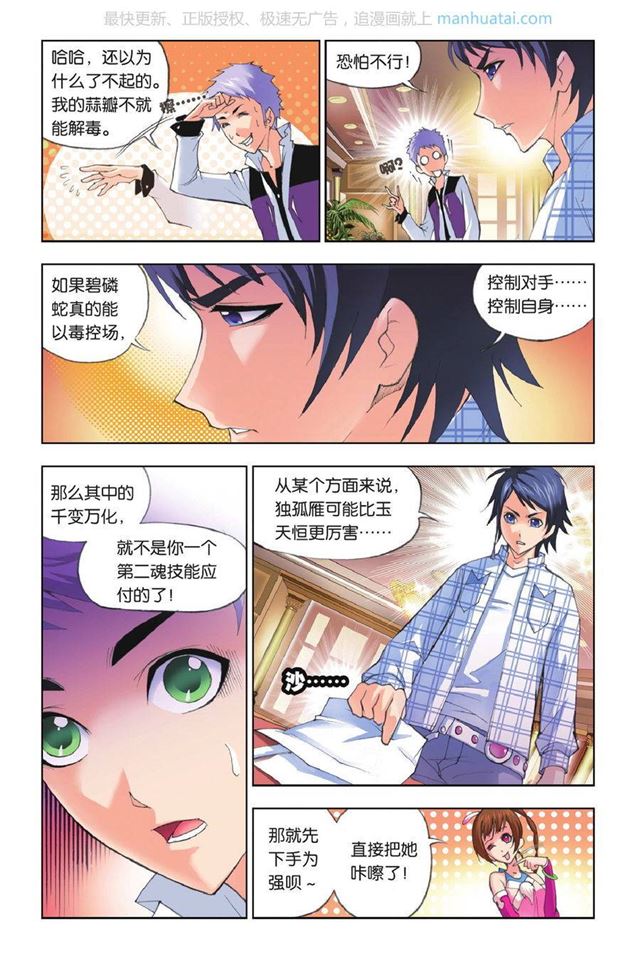 最快更新、正版授权、极速无广告，追漫画就上 manhuatai.com
哈哈，还以为
什么了不起的。
我的蒜瓣不就
能解毒。
擦……
恐怕不行！
啊？
如果碧磷
蛇真的能
以毒控场，
控制对手……
控制自身……
那么其中的
千变万化，
就不是你一个
第二魂技能应
付的了！
从某个方面来说，
独孤雁可能比玉
天恒更厉害……
沙……
那就先
下手为
强呗～
直接把她
咔嚓了！